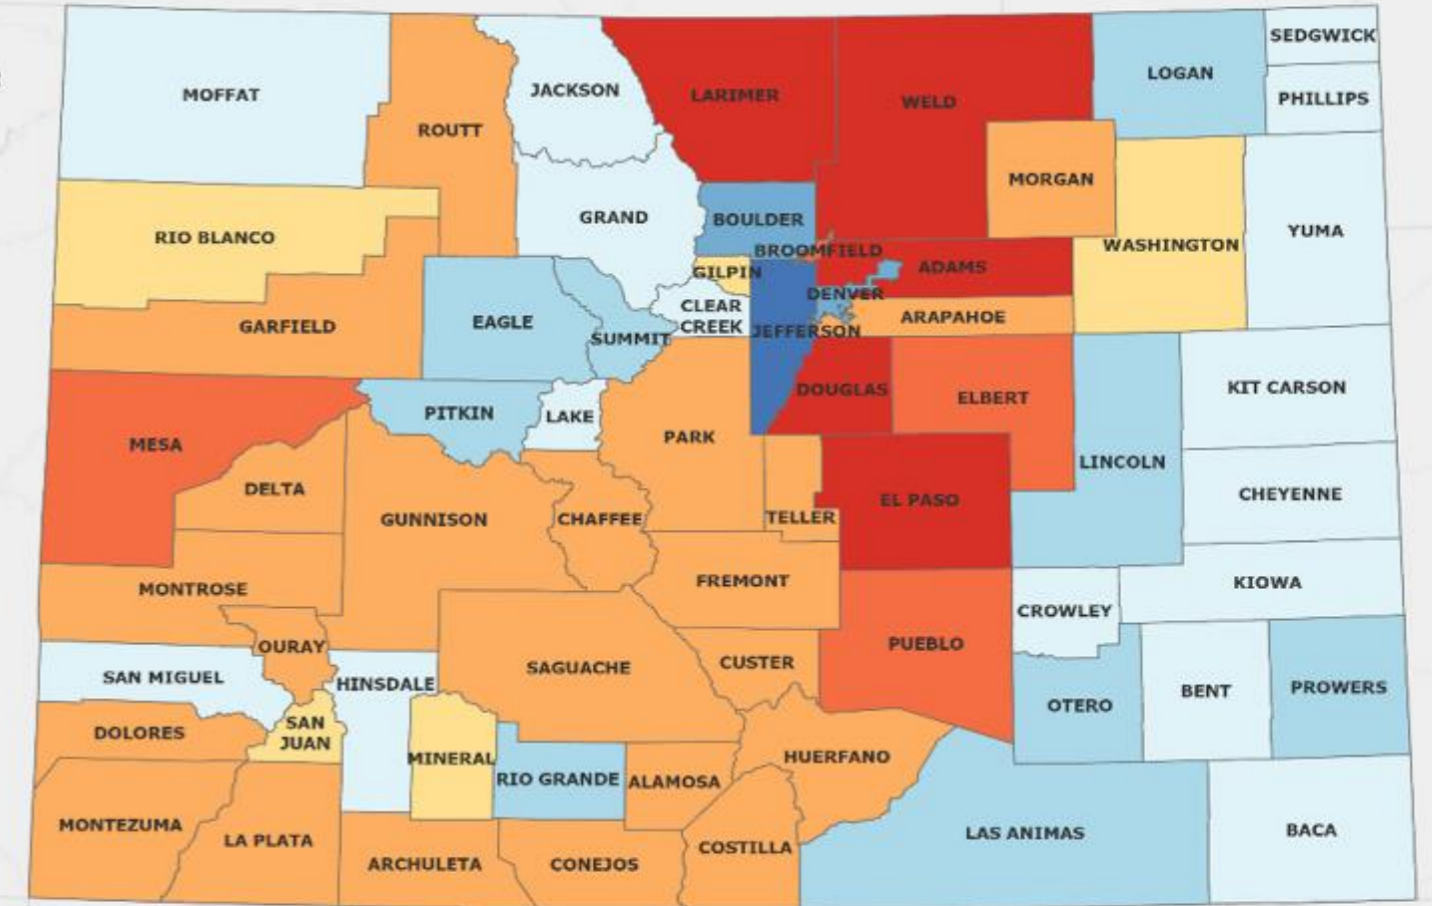 SEDGWICK
LOGAN
MOFFAT
JACKSON
LARIMER
WELD
PHILLIPS
ROUTT
MORGAN
GRAND
BOULDER
YUMA
RIO BLANCO
BROOMFIELD
WASHINGTON
GILPIN
ADAMS
DENVER
CLEAR
CREEK
GARFIELD
EAGLE
SUMMIT
JEFFERSON
ARAPAHOE
KIT CARSON
DOUGLAS
ELBERT
PITKIN
LAKE
PARK
MESA
LINCOLN
DELTA
CHEYENNE
GUNNISON
CHAFFEE
TELLER
EL PASO
FREMONT
KIOWA
MONTROSE
CROWLEY
OURAY
PUEBLO
SAGUACHE
CUSTER
SAN MIGUEL
HINSDALE
BENT
PROWERS
OTERO
SAN
JUAN
DOLORES
MINERAL
HUERFANO
RIO GRANDE
ALAMOSA
MONTEZUMA
LAS ANIMAS
BACA
LA PLATA
COSTILLA
ARCHULETA
CONEJOS